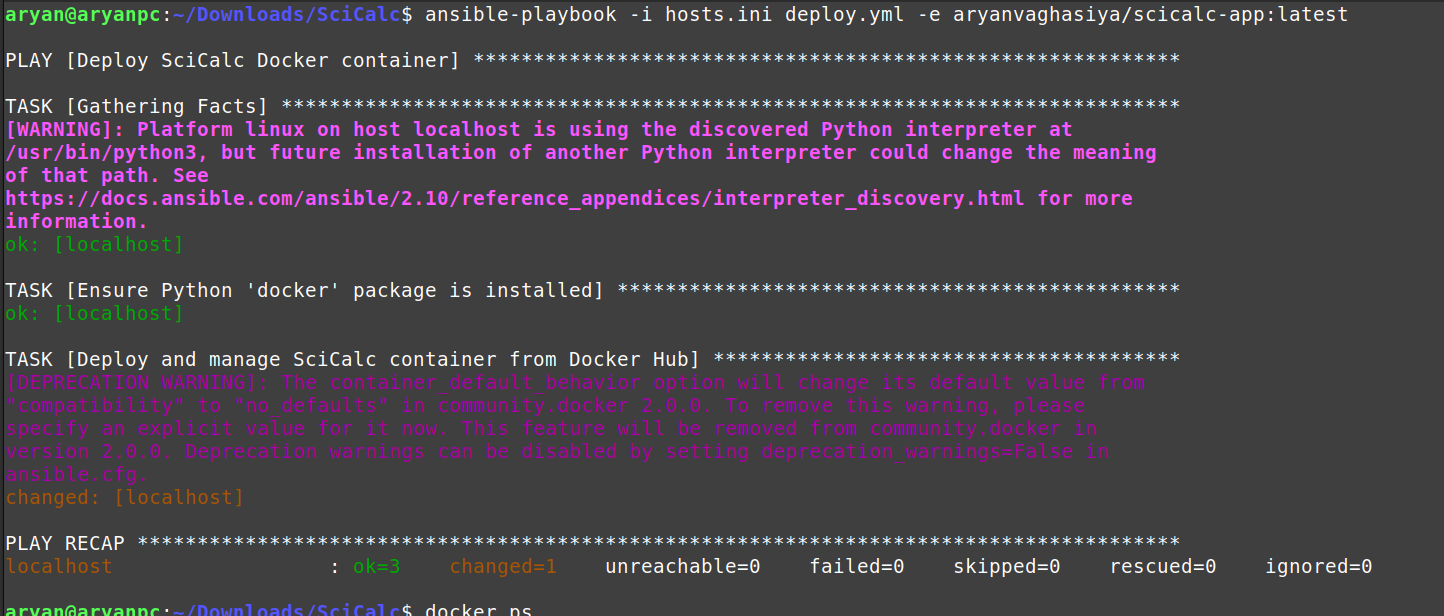 aryan@aryanpc:~/Downloads/SciCalc$ ansible-playbook -i hosts.ini deploy.yml -e aryanvaghasiya/scicalc-app:latest
PLAY [Deploy SciCalc Docker container] ***********************************************************
TASK [Gathering Facts] ***************************************************************************
[WARNING]: Platform linux on host localhost is using the discovered Python interpreter at
/usr/bin/python3, but future installation of another Python interpreter could change the meaning
of that path. See
https://docs.ansible.com/ansible/2.10/reference_appendices/interpreter_discovery.html for more
information.
ok: [localhost]
TASK [Ensure Python 'docker' package is installed] ***********************************************
ok: [localhost]
TASK [Deploy and manage SciCalc container from Docker Hub] ***************************************
[DEPRECATION WARNING]: The container_default_behavior option will change its default value from
"compatibility" to "no_defaults" in community.docker 2.0.0. To remove this warning, please
specify an explicit value for it now. This feature will be removed from community.docker in
version 2.0.0. Deprecation warnings can be disabled by setting deprecation_warnings=False in
ansible.cfg.
changed: [localhost]
PLAY RECAP ***************************************************************************************
localhost                  : ok=3    changed=1    unreachable=0    failed=0    skipped=0    rescued=0    ignored=0
aryan@aryanpc:~/Downloads/SciCalc$ docker ps